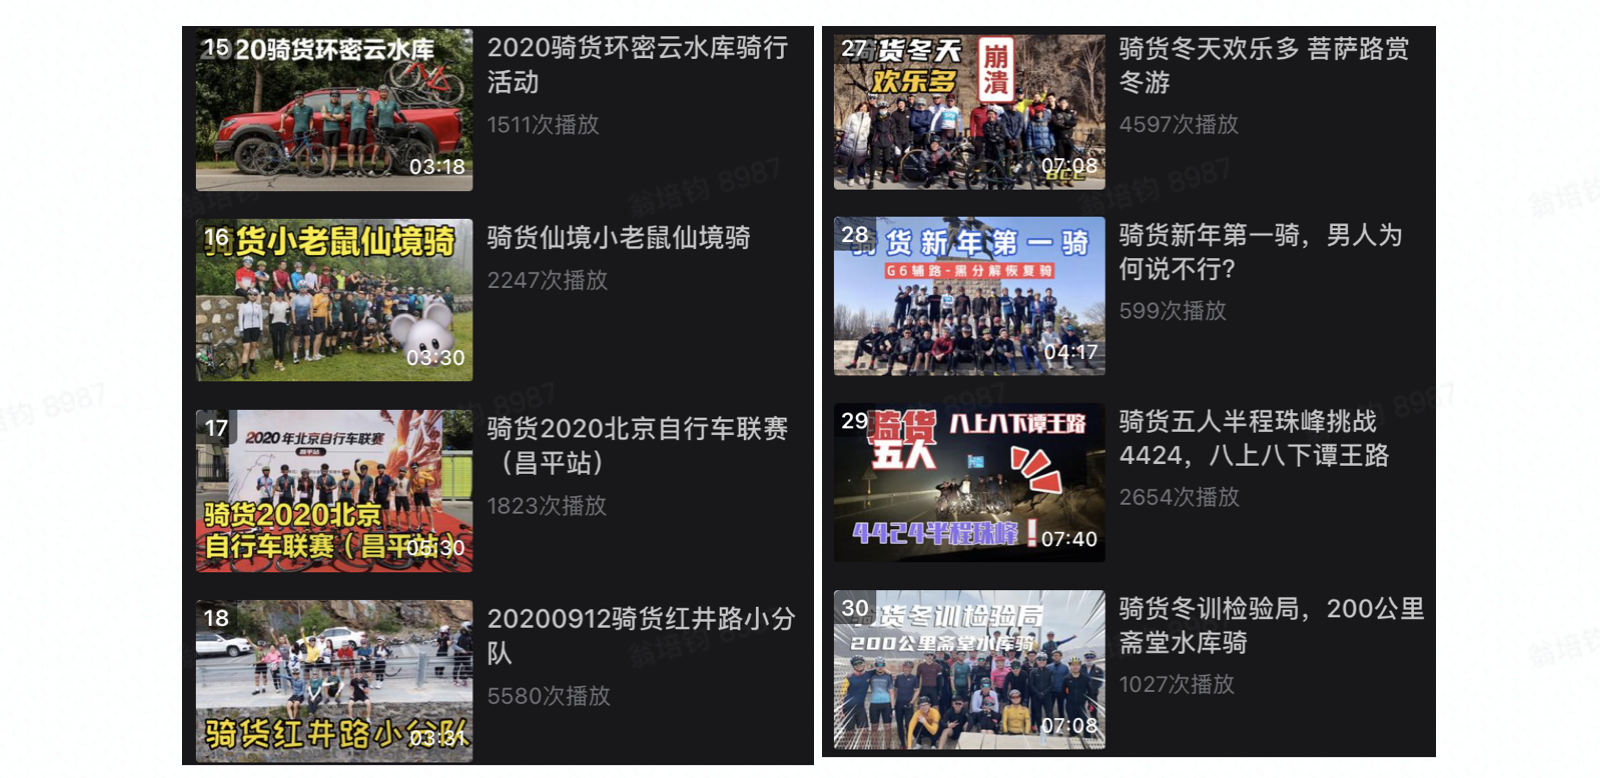 15
2020骑货环密云水库
03:18
2020骑货环密云水库骑行
活动
1511次播放
16
骑货小老鼠仙境骑
03:30
骑货仙境小老鼠仙境骑
2247次播放
17
2020年北京自行车联赛
昌平站
骑货2020北京
自行车联赛（昌平站）
05:30
骑货2020北京自行车联赛
（昌平站）
1823次播放
18
骑货红井路小分队
03:31
20200912骑货红井路小分
队
5580次播放
27
骑货冬天
欢乐多
崩溃
BCC
07:08
骑货冬天欢乐多 菩萨路赏
冬游
4597次播放
28
骑货新年第一骑
G6辅路-黑分解恢复骑
04:17
骑货新年第一骑，男人为
何说不行?
599次播放
29
骑货
五人
八上八下谭王路
4424半程珠峰！
07:40
骑货五人半程珠峰挑战
4424，八上八下谭王路
2654次播放
30
骑货冬训检验局
200公里斋堂水库骑
07:08
骑货冬训检验局，200公里
斋堂水库骑
1027次播放
翁培钧 8987